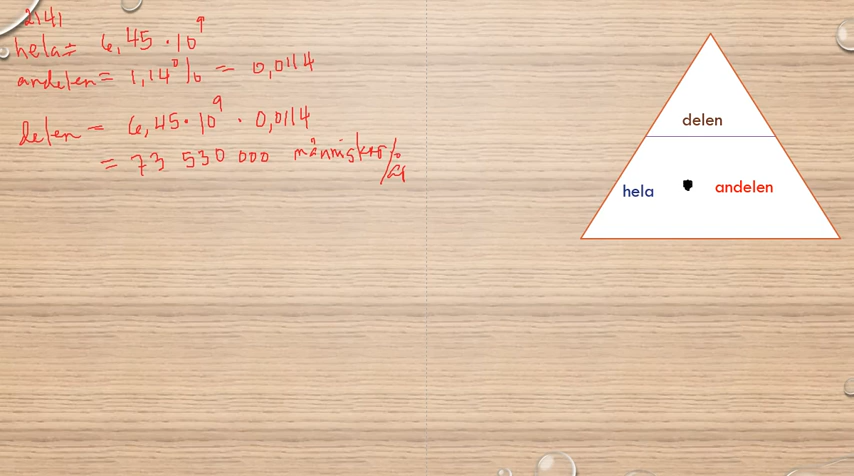 2141
hela = 6,45 · 10⁹
andelen = 1,14 % = 0,0114
delen = 6,45 · 10⁹ · 0,0114
= 73 530 000 människor/år
delen
hela · andelen